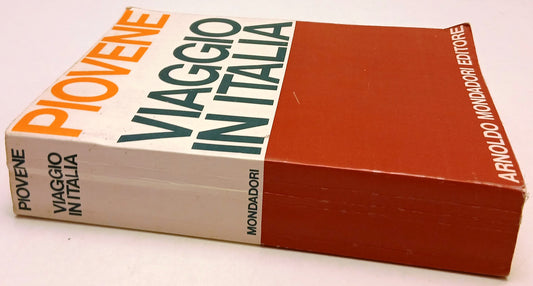 PIOVENE
VIAGGIO
IN ITALIA
ARNOLDO MONDADORI EDITORE
PIOVENE
VIAGGIO
IN ITALIA
MONDADORI